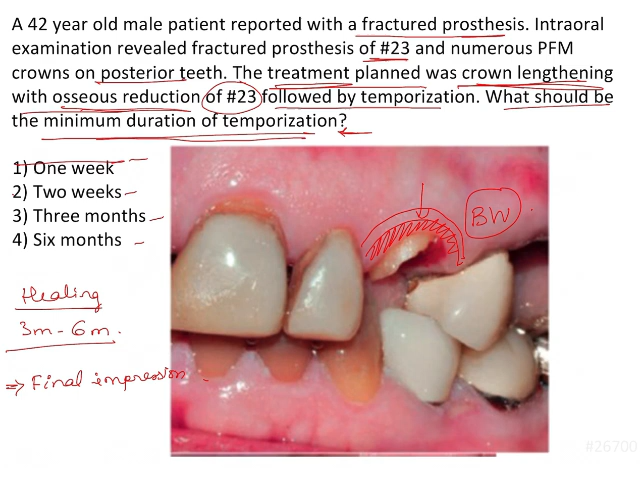 A 42 year old male patient reported with a fractured prosthesis. Intraoral
examination revealed fractured prosthesis of #23 and numerous PFM
crowns on posterior teeth. The treatment planned was crown lengthening
with osseous reduction of #23 followed by temporization. What should be
the minimum duration of temporization?
1) One week
2) Two weeks
3) Three months
4) Six months
BW
Healing
3m - 6m.
⇒ Final impression
#26700